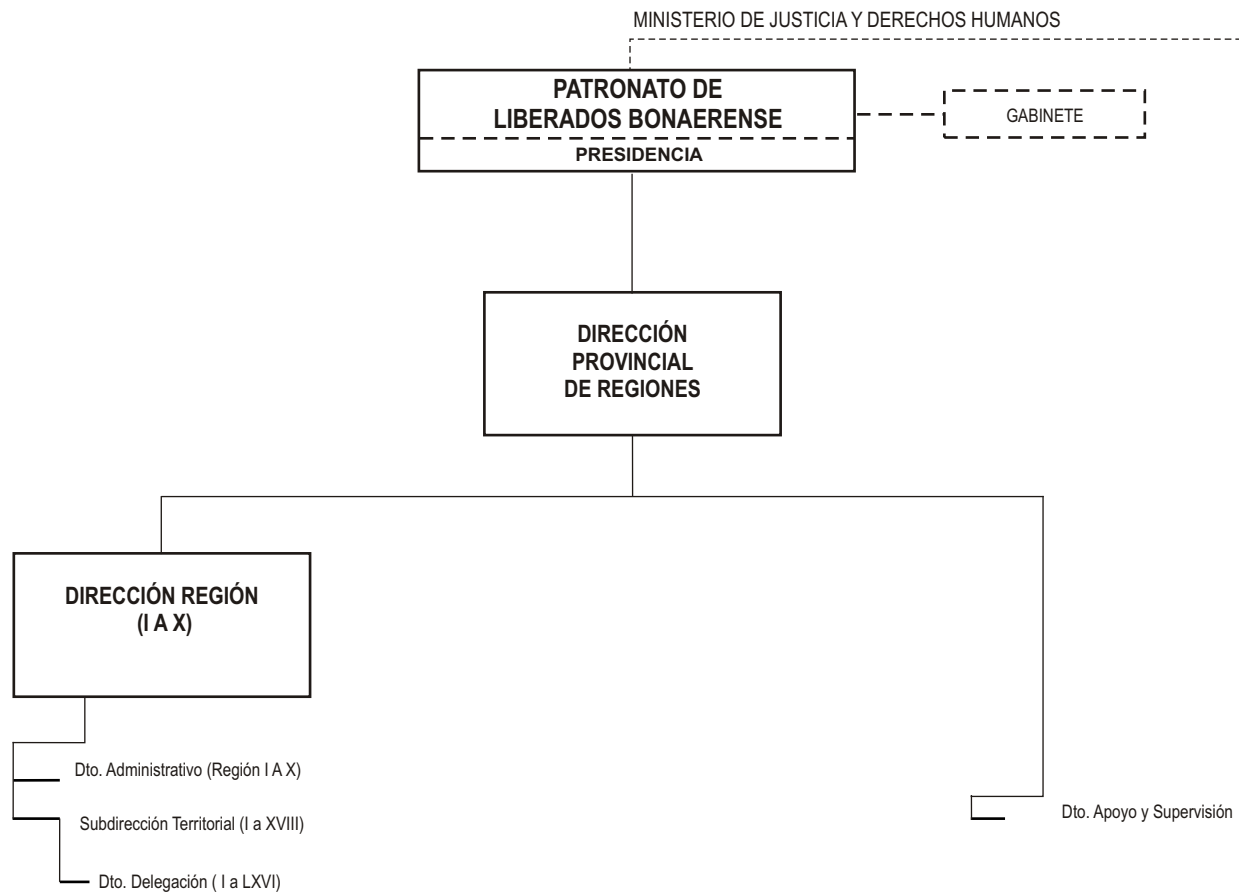 MINISTERIO DE JUSTICIA Y DERECHOS HUMANOS
PATRONATO DE
LIBERADOS BONAERENSE
PRESIDENCIA
GABINETE
DIRECCIÓN
PROVINCIAL
DE REGIONES
DIRECCIÓN REGIÓN
(I A X)
Dto. Administrativo (Región I A X)
Subdirección Territorial (I a XVIII)
Dto. Delegación ( I a LXVI)
Dto. Apoyo y Supervisión